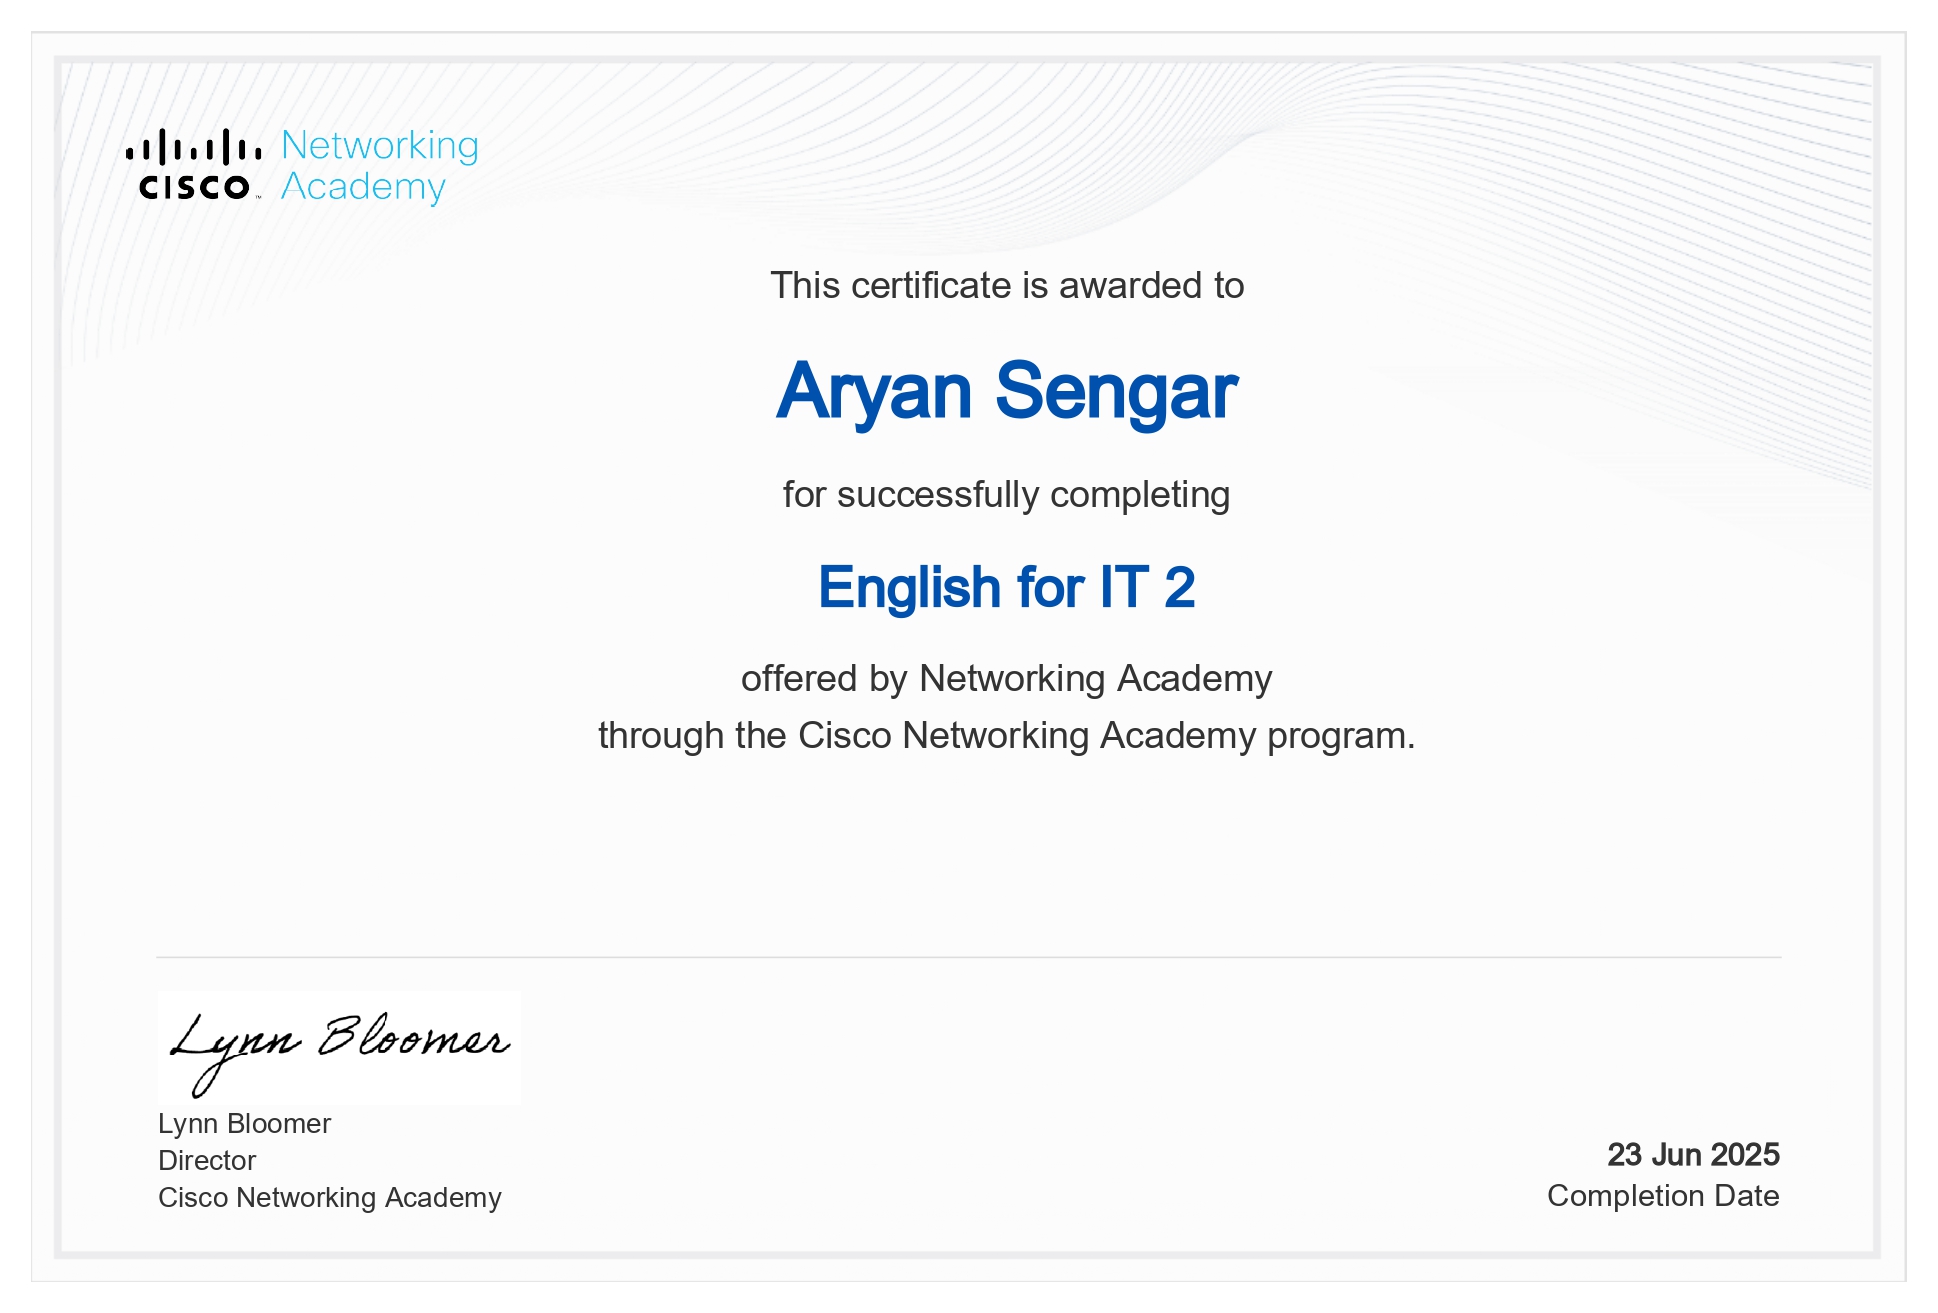 Networking
CISCO™ Academy
This certificate is awarded to
Aryan Sengar
for successfully completing
English for IT 2
offered by Networking Academy
through the Cisco Networking Academy program.
Lynn Bloomer
Lynn Bloomer
Director
Cisco Networking Academy
23 Jun 2025
Completion Date